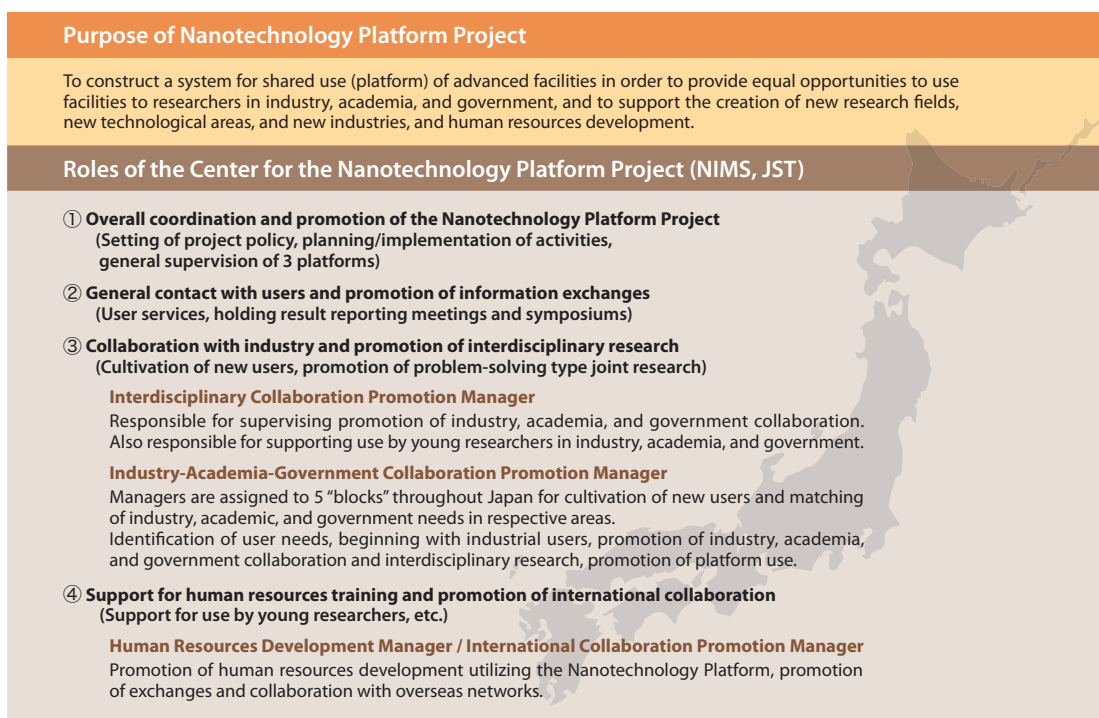 Purpose of Nanotechnology Platform Project
To construct a system for shared use (platform) of advanced facilities in order to provide equal opportunities to use
facilities to researchers in industry, academia, and government, and to support the creation of new research fields,
new technological areas, and new industries, and human resources development.
Roles of the Center for the Nanotechnology Platform Project (NIMS, JST)
① Overall coordination and promotion of the Nanotechnology Platform Project
(Setting of project policy, planning/implementation of activities,
general supervision of 3 platforms)
② General contact with users and promotion of information exchanges
(User services, holding result reporting meetings and symposiums)
③ Collaboration with industry and promotion of interdisciplinary research
(Cultivation of new users, promotion of problem-solving type joint research)
Interdisciplinary Collaboration Promotion Manager
Responsible for supervising promotion of industry, academia, and government collaboration.
Also responsible for supporting use by young researchers in industry, academia, and government.
Industry-Academia-Government Collaboration Promotion Manager
Managers are assigned to 5 “blocks” throughout Japan for cultivation of new users and matching
of industry, academic, and government needs in respective areas.
Identification of user needs, beginning with industrial users, promotion of industry, academia,
and government collaboration and interdisciplinary research, promotion of platform use.
④ Support for human resources training and promotion of international collaboration
(Support for use by young researchers, etc.)
Human Resources Development Manager / International Collaboration Promotion Manager
Promotion of human resources development utilizing the Nanotechnology Platform, promotion
of exchanges and collaboration with overseas networks.